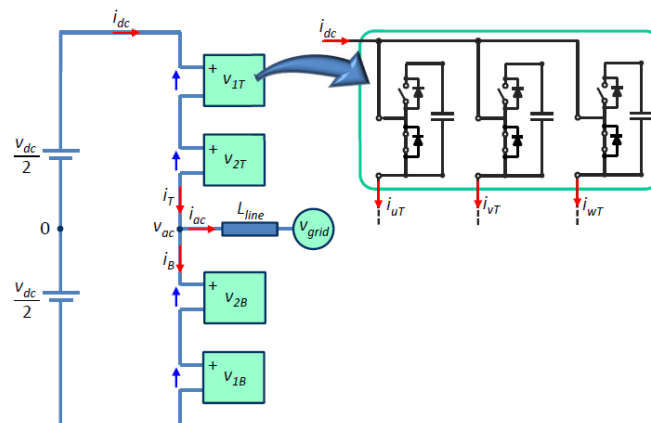 i_dc
i_dc
+
v_1T
v_dc
2
+
v_2T
i_T
i_uT
i_vT
i_wT
0
v_ac
i_ac
L_line
v_grid
i_B
v_dc
2
+
v_2B
+
v_1B